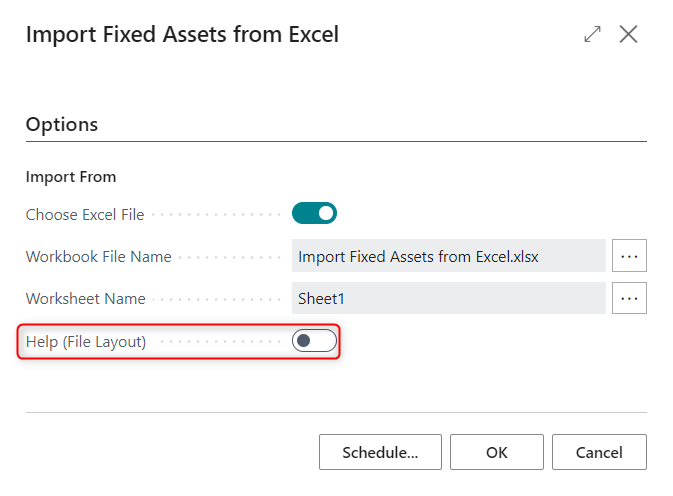 Import Fixed Assets from Excel
Options
Import From
Choose Excel File
Workbook File Name Import Fixed Assets from Excel.xlsx ...
Worksheet Name Sheet1 ...
Help (File Layout)
Schedule... OK Cancel